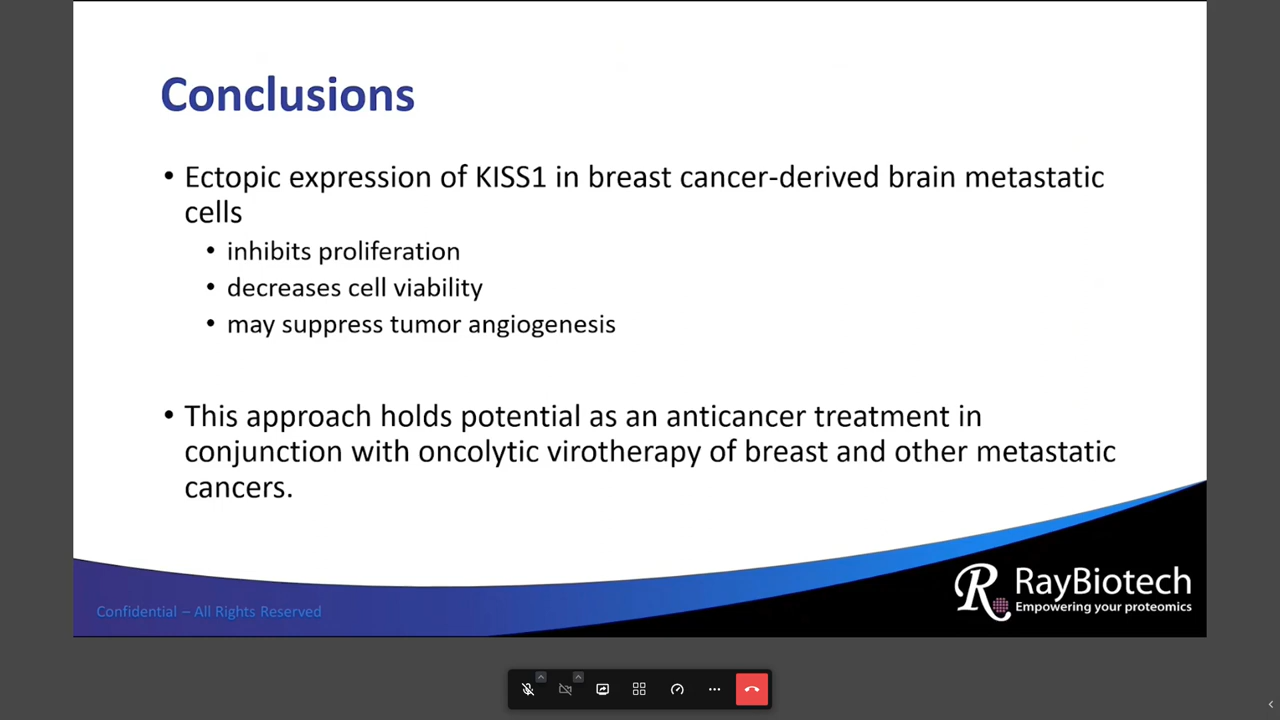 Conclusions
• Ectopic expression of KISS1 in breast cancer-derived brain metastatic
cells
• inhibits proliferation
• decreases cell viability
• may suppress tumor angiogenesis
• This approach holds potential as an anticancer treatment in
conjunction with oncolytic virotherapy of breast and other metastatic
cancers.
Confidential – All Rights Reserved
R
RayBiotech
Empowering your proteomics